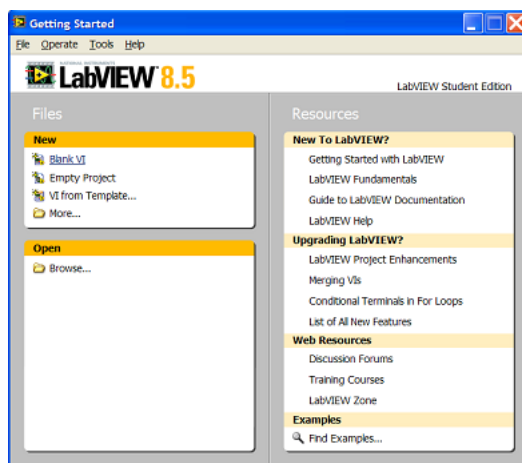 Getting Started
File Operate Tools Help
NATIONAL INSTRUMENTS
LabVIEW 8.5
LabVIEW Student Edition
Files
New
Blank VI
Empty Project
VI from Template...
More...
Open
Browse...
Resources
New To LabVIEW?
Getting Started with LabVIEW
LabVIEW Fundamentals
Guide to LabVIEW Documentation
LabVIEW Help
Upgrading LabVIEW?
LabVIEW Project Enhancements
Merging VIs
Conditional Terminals in For Loops
List of All New Features
Web Resources
Discussion Forums
Training Courses
LabVIEW Zone
Examples
Find Examples...